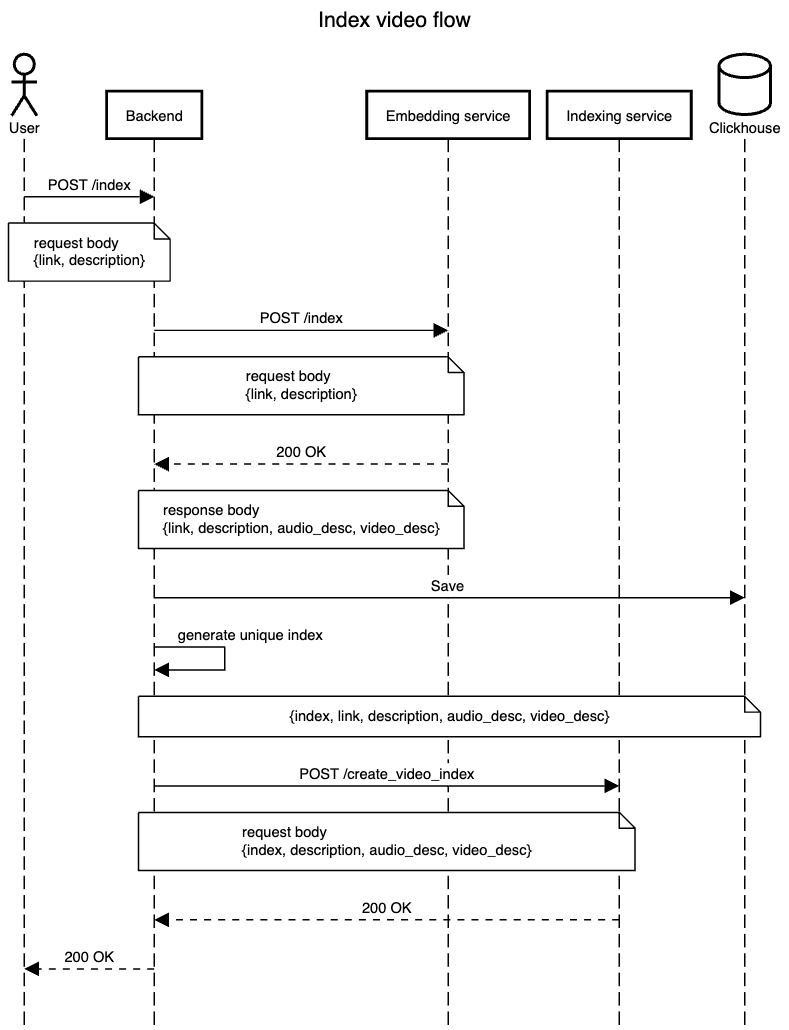 Index video flow
User
Backend
Embedding service
Indexing service
Clickhouse
POST /index
request body
{link, description}
POST /index
request body
{link, description}
200 OK
response body
{link, description, audio_desc, video_desc}
Save
generate unique index
{index, link, description, audio_desc, video_desc}
POST /create_video_index
request body
{index, description, audio_desc, video_desc}
200 OK
200 OK